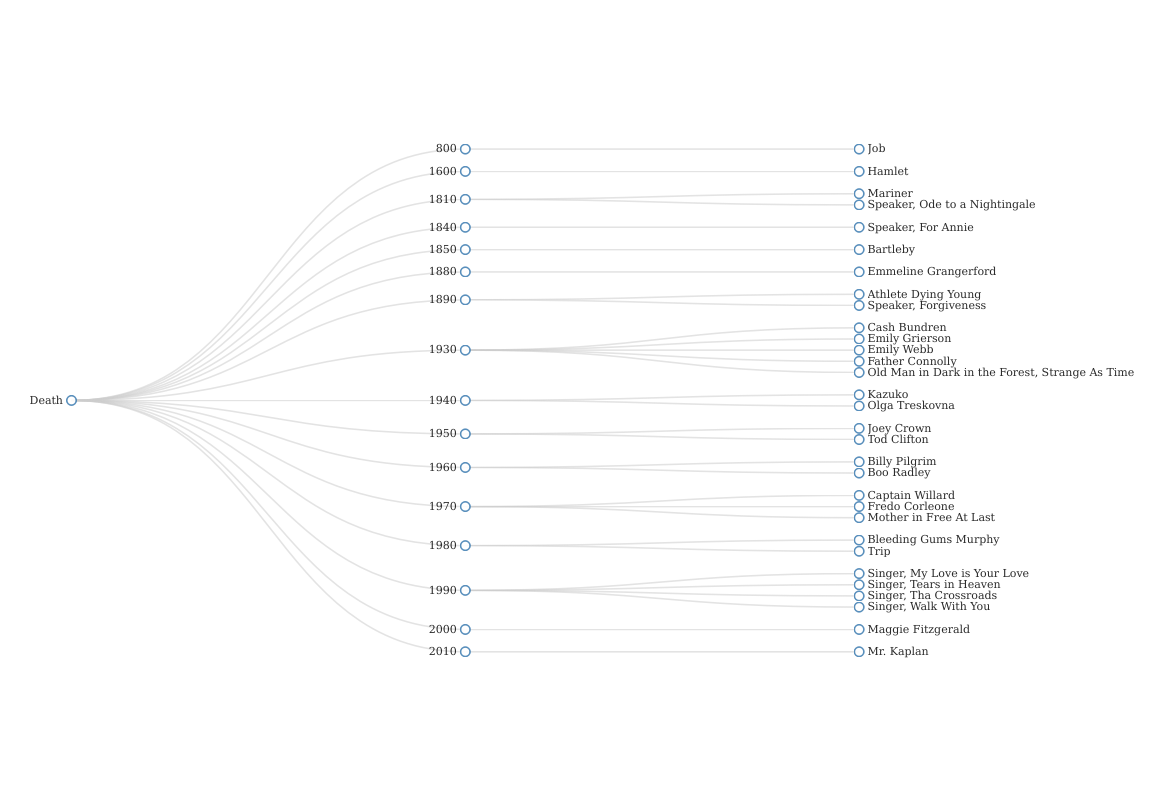 Death
800
Job
1600
Hamlet
1810
Mariner
Speaker, Ode to a Nightingale
1840
Speaker, For Annie
1850
Bartleby
1880
Emmeline Grangerford
1890
Athlete Dying Young
Speaker, Forgiveness
1930
Cash Bundren
Emily Grierson
Emily Webb
Father Connolly
Old Man in Dark in the Forest, Strange As Time
1940
Kazuko
Olga Treskovna
1950
Joey Crown
Tod Clifton
1960
Billy Pilgrim
Boo Radley
1970
Captain Willard
Fredo Corleone
Mother in Free At Last
1980
Bleeding Gums Murphy
Trip
1990
Singer, My Love is Your Love
Singer, Tears in Heaven
Singer, Tha Crossroads
Singer, Walk With You
2000
Maggie Fitzgerald
2010
Mr. Kaplan